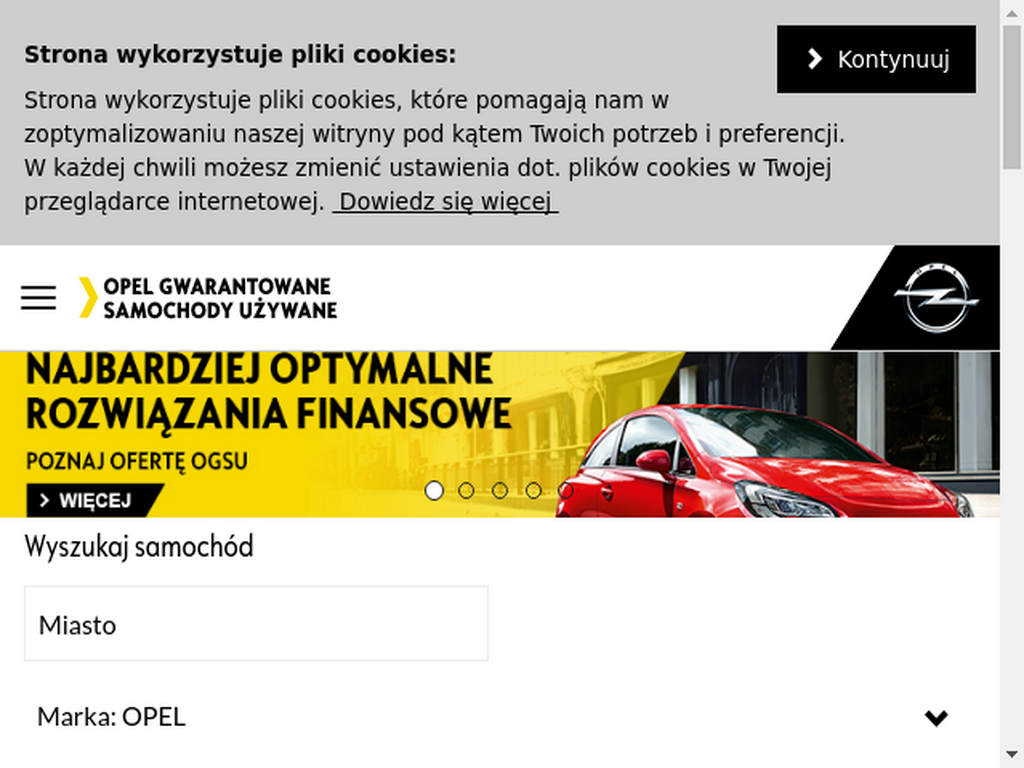 Strona wykorzystuje pliki cookies:
Kontynuuj
Strona wykorzystuje pliki cookies, które pomagają nam w
zoptymalizowaniu naszej witryny pod kątem Twoich potrzeb i preferencji.
W każdej chwili możesz zmienić ustawienia dot. plików cookies w Twojej
przeglądarce internetowej. Dowiedz się więcej
OPEL GWARANTOWANE
SAMOCHODY UŻYWANE
OPEL
NAJBARDZIEJ OPTYMALNE
ROZWIĄZANIA FINANSOWE
POZNAJ OFERTĘ OGSU
WIĘCEJ
Wyszukaj samochód
Miasto
Marka: OPEL